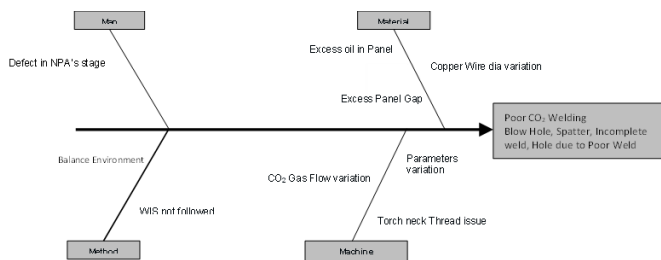 Man
Material
Excess oil in Panel
Defect in NPA's stage
Copper Wire dia variation
Excess Panel Gap
Poor CO₂ Welding
Blow Hole, Spatter, Incomplete
weld, Hole due to Poor Weld
Balance Environment
Parameters
variation
CO₂ Gas Flow variation
WIS not followed
Torch neck Thread issue
Method
Machine